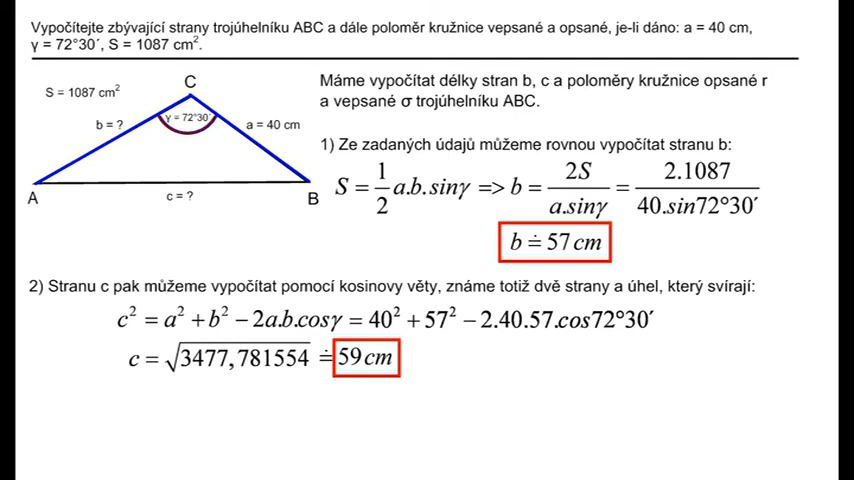 Vypočítejte zbývající strany trojúhelníku ABC a dále poloměr kružnice vepsané a opsané, je-li dáno: a = 40 cm,
γ = 72°30´, S = 1087 cm².
S = 1087 cm²
C
γ = 72°30´
b = ?
a = 40 cm
A
c = ?
B
Máme vypočítat délky stran b, c a poloměry kružnice opsané r
a vepsané σ trojúhelníku ABC.
1) Ze zadaných údajů můžeme rovnou vypočítat stranu b:
S = 1/2 a.b.sinγ => b = 2S/a.sinγ = 2.1087/40.sin72°30´
b ≐ 57 cm
2) Stranu c pak můžeme vypočítat pomocí kosinovy věty, známe totiž dvě strany a úhel, který svírají:
c² = a² + b² − 2a.b.cosγ = 40² + 57² − 2.40.57.cos72°30´
c = √3477,781554 ≐ 59 cm